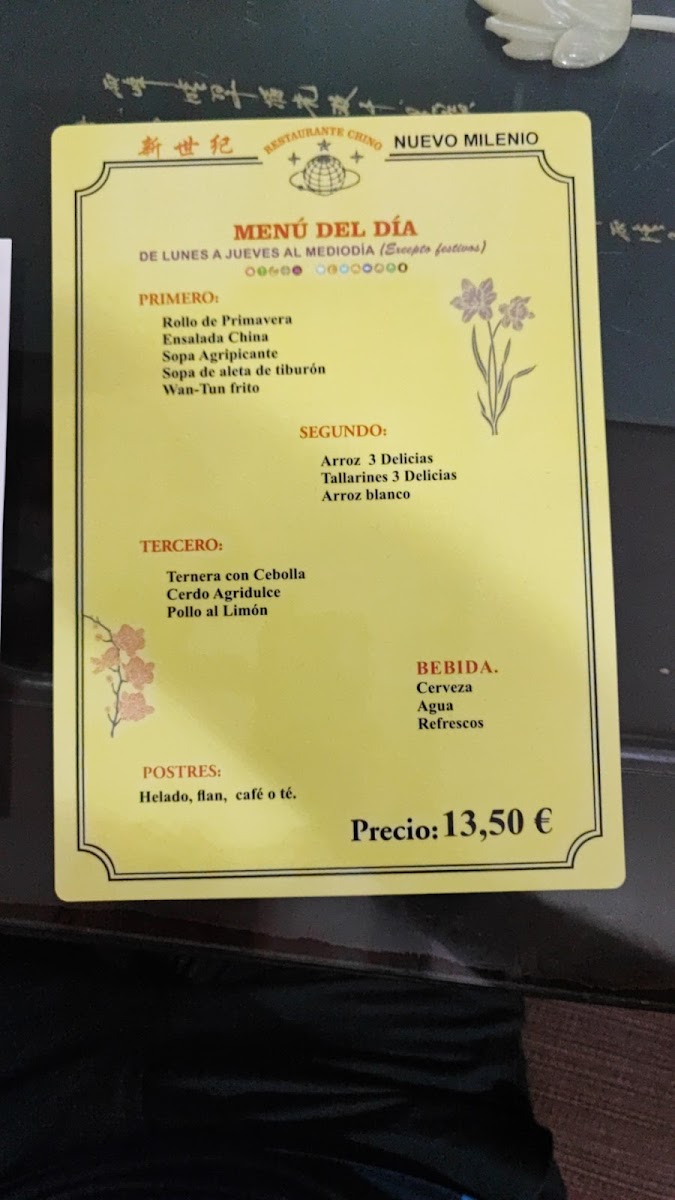 新世紀
RESTAURANTE CHINO
NUEVO MILENIO
MENÚ DEL DÍA
DE LUNES A JUEVES AL MEDIODÍA (Excepto festivos)
PRIMERO:
Rollo de Primavera
Ensalada China
Sopa Agripicante
Sopa de aleta de tiburón
Wan-Tun frito
SEGUNDO:
Arroz 3 Delicias
Tallarines 3 Delicias
Arroz blanco
TERCERO:
Ternera con Cebolla
Cerdo Agridulce
Pollo al Limón
BEBIDA.
Cerveza
Agua
Refrescos
POSTRES:
Helado, flan, café o té.
Precio: 13,50 €